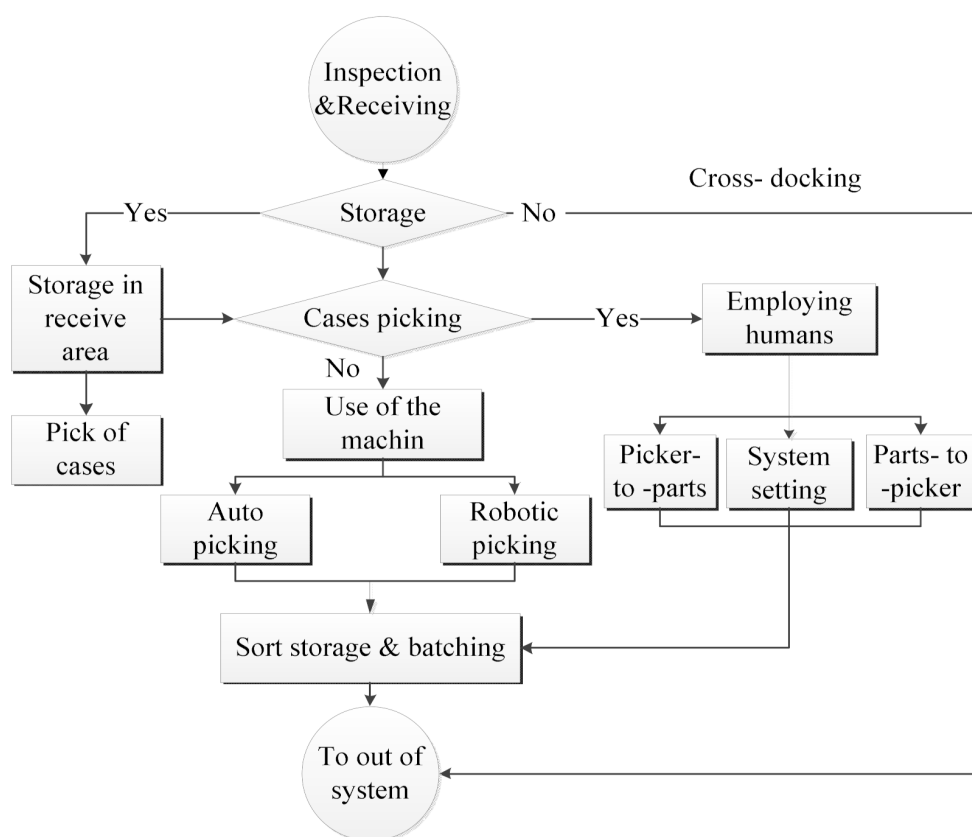 Inspection
&Receiving
Cross- docking
Yes
Storage
No
Storage in
receive
area
Cases picking
Yes
Employing
humans
No
Pick of
cases
Use of the
machin
Picker-
to -parts
System
setting
Parts- to
-picker
Auto
picking
Robotic
picking
Sort storage & batching
To out of
system